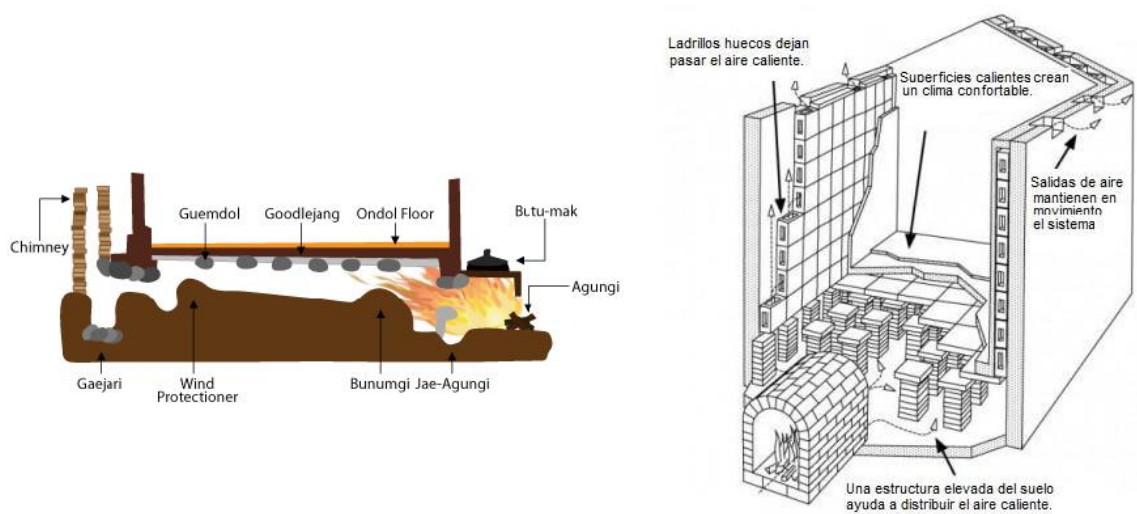 Guemdol
Goodlejang
Ondol Floor
Butu-mak
Chimney
Agungi
Gaejari
Wind
Protectioner
Bunumgi
Jae-Agungi
Ladrillos huecos dejan
pasar el aire caliente.
Superficies calientes crean
un clima confortable.
Salidas de aire
mantienen en
movimiento
el sistema
Una estructura elevada del suelo
ayuda a distribuir el aire caliente.